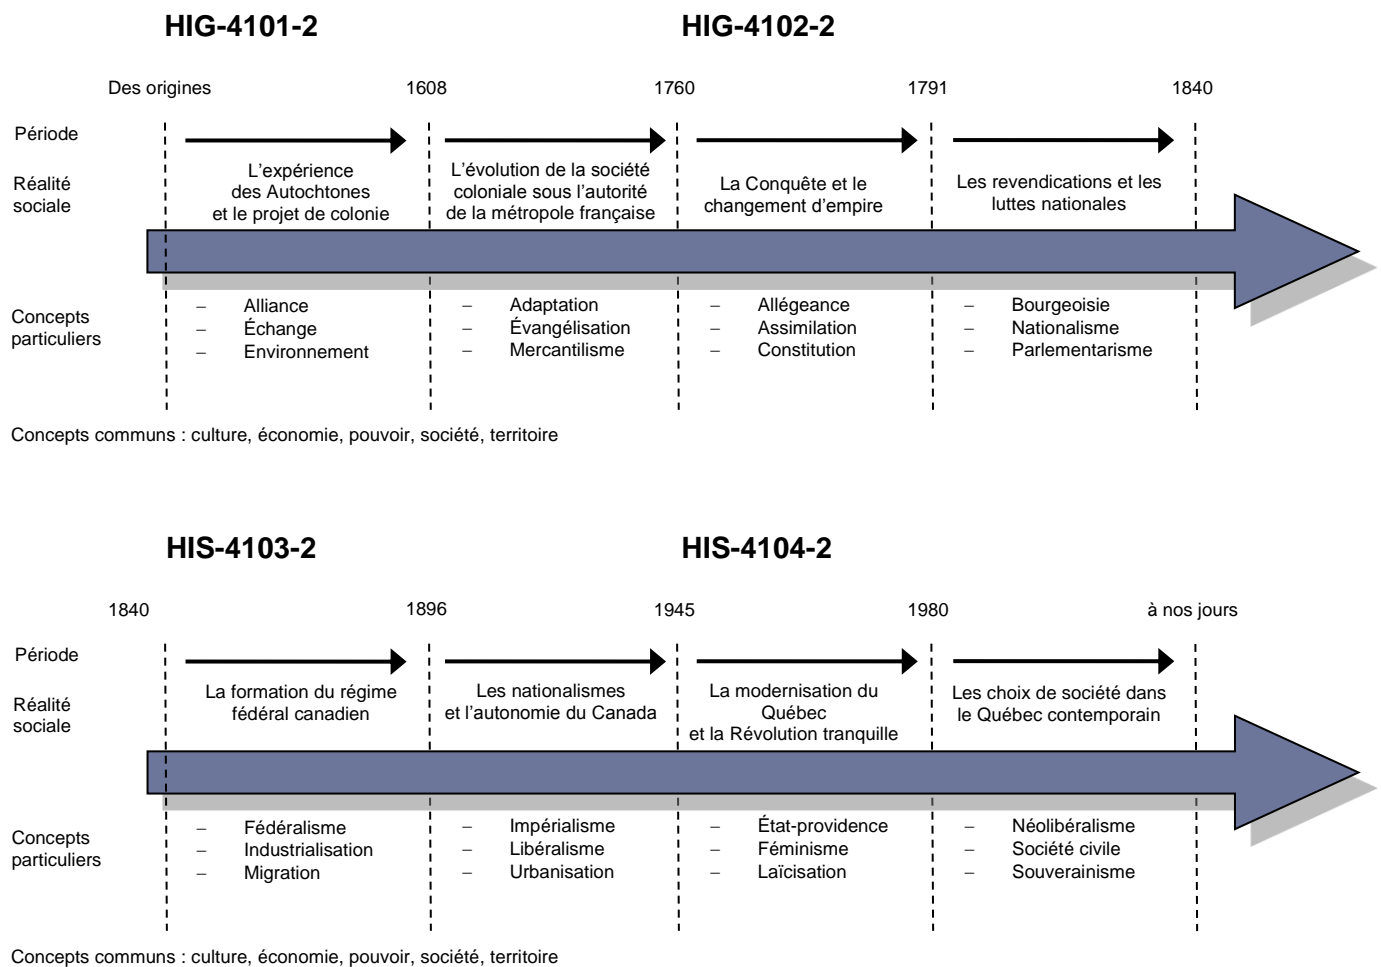 HIG-4101-2 HIG-4102-2
Des origines 1608 1760 1791 1840
Période
Réalité
sociale
L'expérience
des Autochtones
et le projet de colonie
L'évolution de la société
coloniale sous l'autorité
de la métropole française
La Conquête et le
changement d'empire
Les revendications et les
luttes nationales
Concepts
particuliers
– Alliance
– Échange
– Environnement
– Adaptation
– Évangélisation
– Mercantilisme
– Allégeance
– Assimilation
– Constitution
– Bourgeoisie
– Nationalisme
– Parlementarisme
Concepts communs : culture, économie, pouvoir, société, territoire
HIS-4103-2 HIS-4104-2
1840 1896 1945 1980 à nos jours
Période
Réalité
sociale
La formation du régime
fédéral canadien
Les nationalismes
et l'autonomie du Canada
La modernisation du
Québec
et la Révolution tranquille
Les choix de société dans
le Québec contemporain
Concepts
particuliers
– Fédéralisme
– Industrialisation
– Migration
– Impérialisme
– Libéralisme
– Urbanisation
– État-providence
– Féminisme
– Laïcisation
– Néolibéralisme
– Société civile
– Souverainisme
Concepts communs : culture, économie, pouvoir, société, territoire